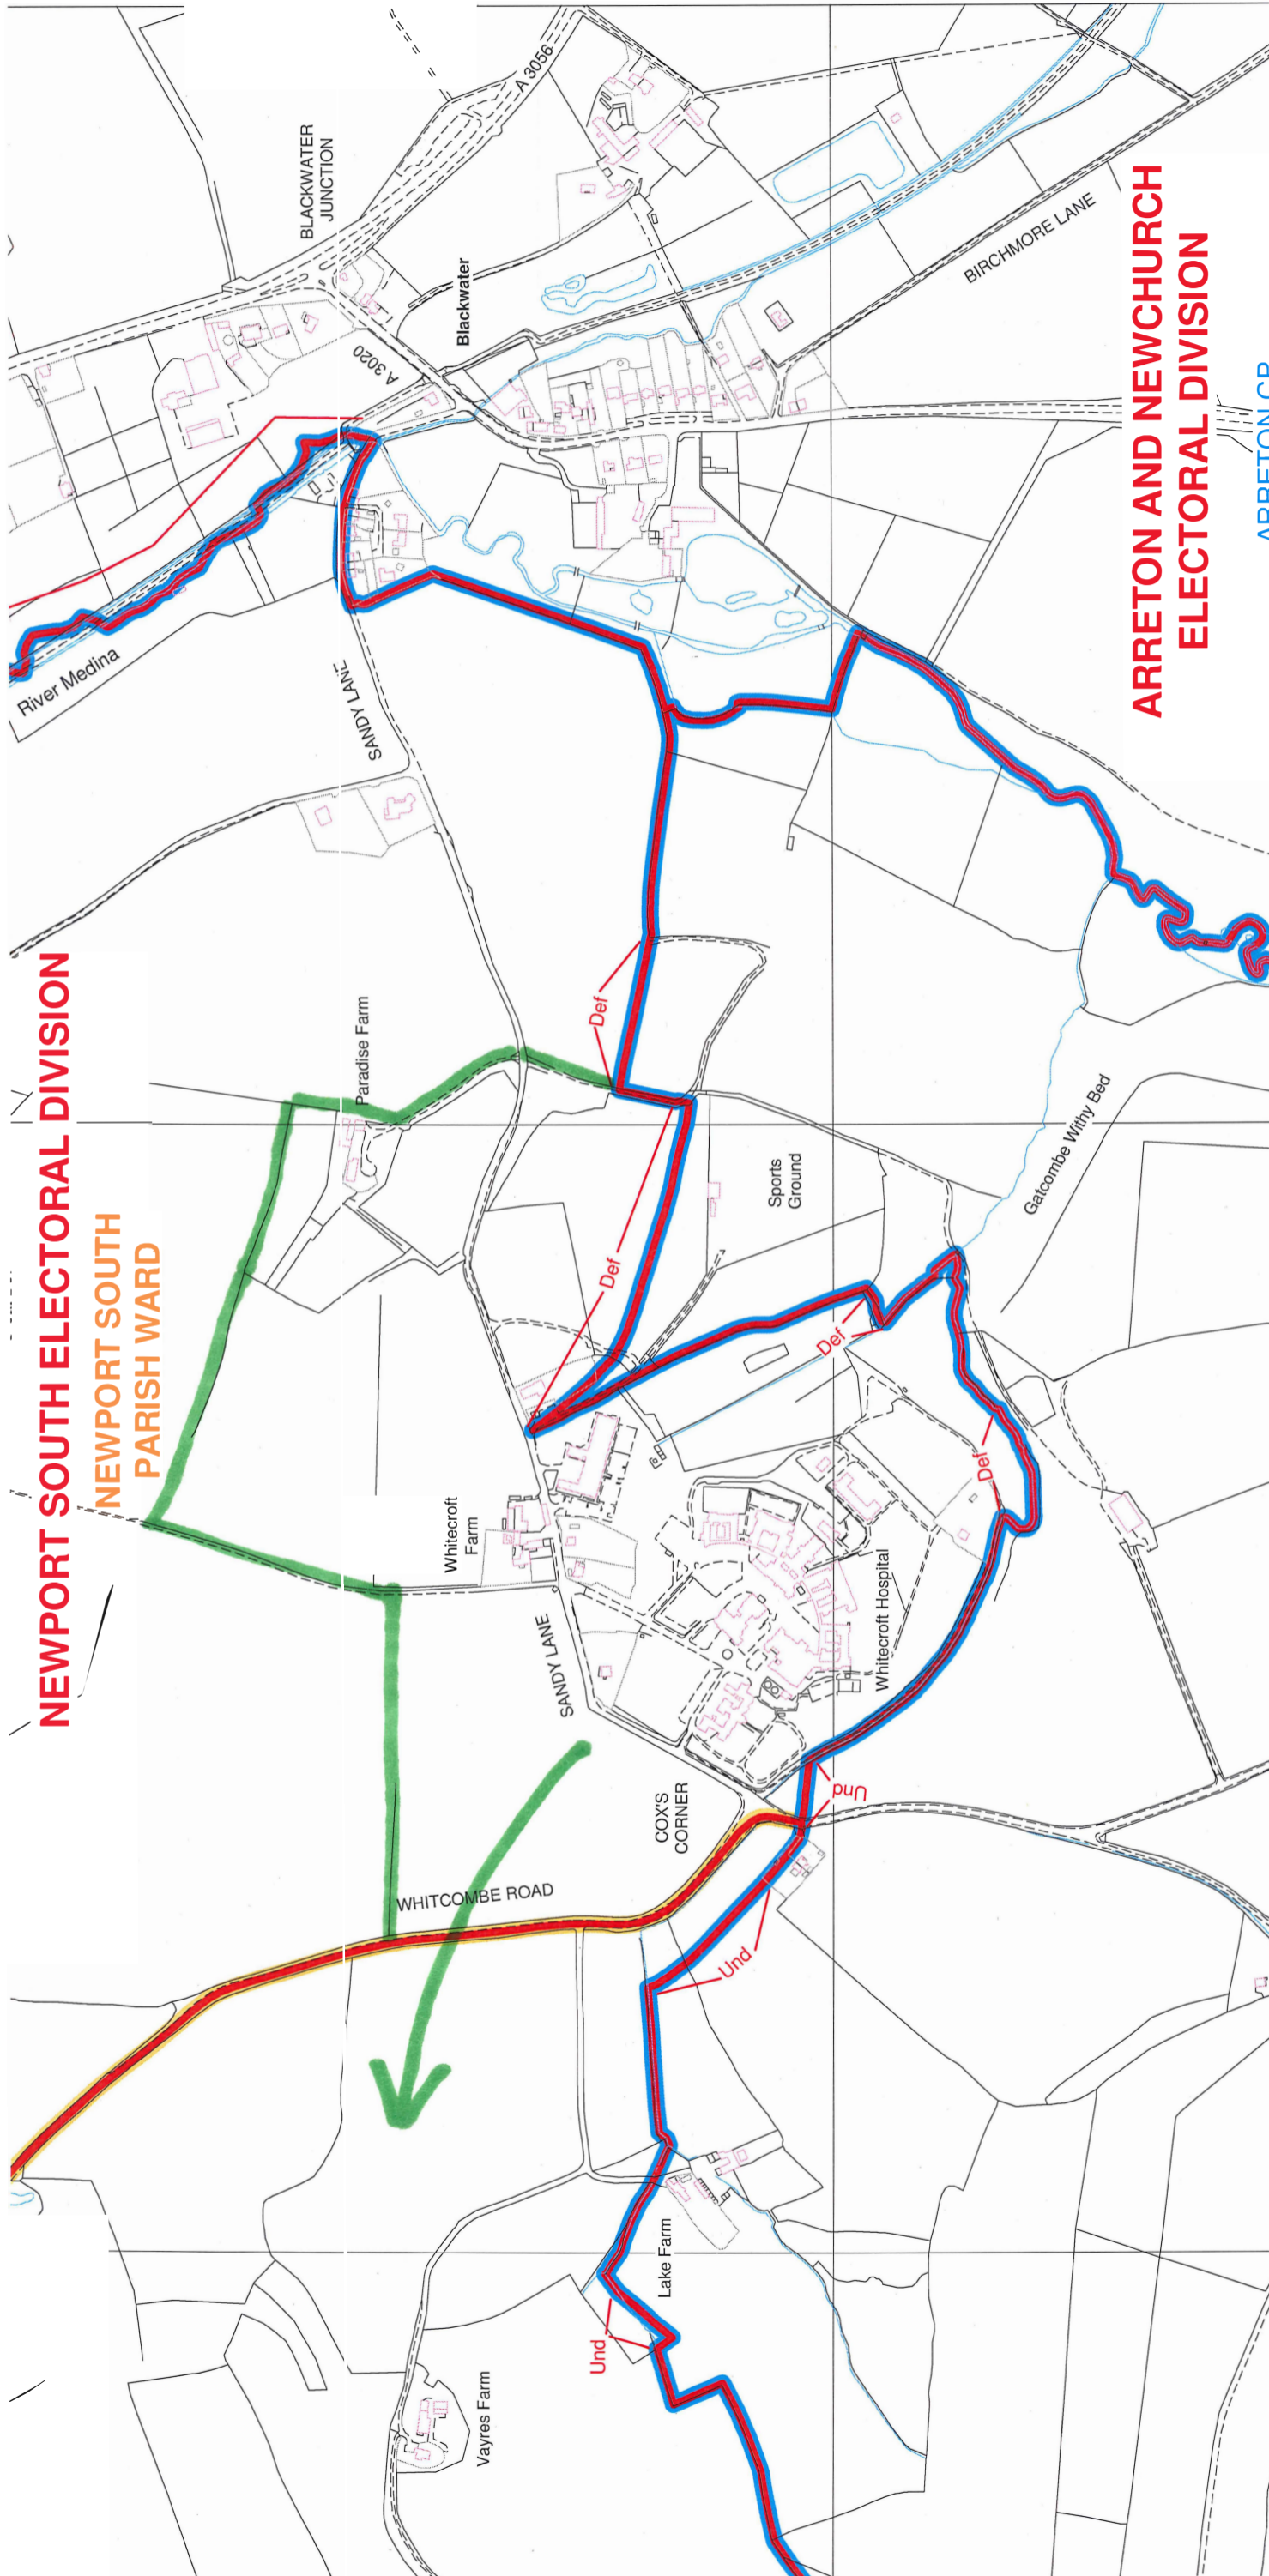 NEWPORT SOUTH ELECTORAL DIVISION
River Medina
NEWPORT SOUTH
PARISH WARD
BLACKWATER
JUNCTION
Paradise Farm
SANDY LANE
A 3020
Whitecroft
Farm
Blackwater
Vayres Farm
WHITCOMBE ROAD
A 3056
SANDY LANE
Und
Def
Def
Lake Farm
COX'S
CORNER
Und
Sports
Ground
Def
Und
Whitecroft Hospital
Def
BIRCHMORE LANE
Gatcombe Withy Bed
ARRETON AND NEWCHURCH
ELECTORAL DIVISION
ARRETON CP